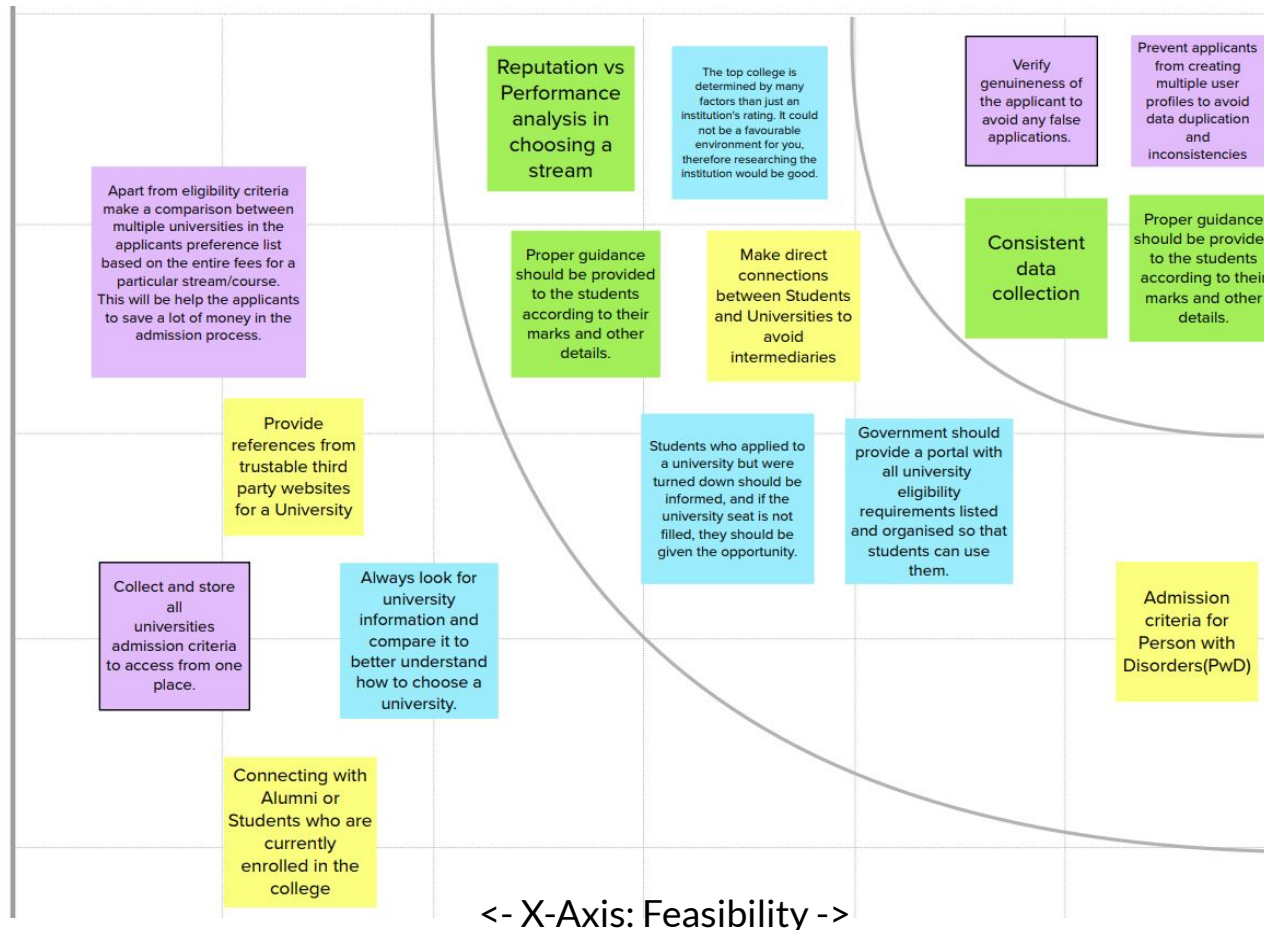 Reputation vs
Performance
analysis in
choosing a
stream
The top college is
determined by many
factors than just an
institution's rating. It could
not be a favourable
environment for you,
therefore researching the
institution would be good.
Verify
genuineness of
the applicant to
avoid any false
applications.
Prevent applicants
from creating
multiple user
profiles to avoid
data duplication
and
inconsistencies
Apart from eligibility criteria
make a comparison between
multiple universities in the
applicants preference list
based on the entire fees for a
particular stream/course.
This will be help the applicants
to save a lot of money in the
admission process.
Proper guidance
should be provided
to the students
according to their
marks and other
details.
Make direct
connections
between Students
and Universities to
avoid
intermediaries
Consistent
data
collection
Proper guidance
should be provide
to the students
according to their
marks and other
details.
Provide
references from
trustable third
party websites
for a University
Students who applied to
a university but were
turned down should be
informed, and if the
university seat is not
filled, they should be
given the opportunity.
Government should
provide a portal with
all university
eligibility
requirements listed
and organised so that
students can use
them.
Collect and store
all
universities
admission criteria
to access from one
place.
Always look for
university
information and
compare it to
better understand
how to choose a
university.
Admission
criteria for
Person with
Disorders(PwD)
Connecting with
Alumni or
Students who are
currently
enrolled in the
college
<- X-Axis: Feasibility ->